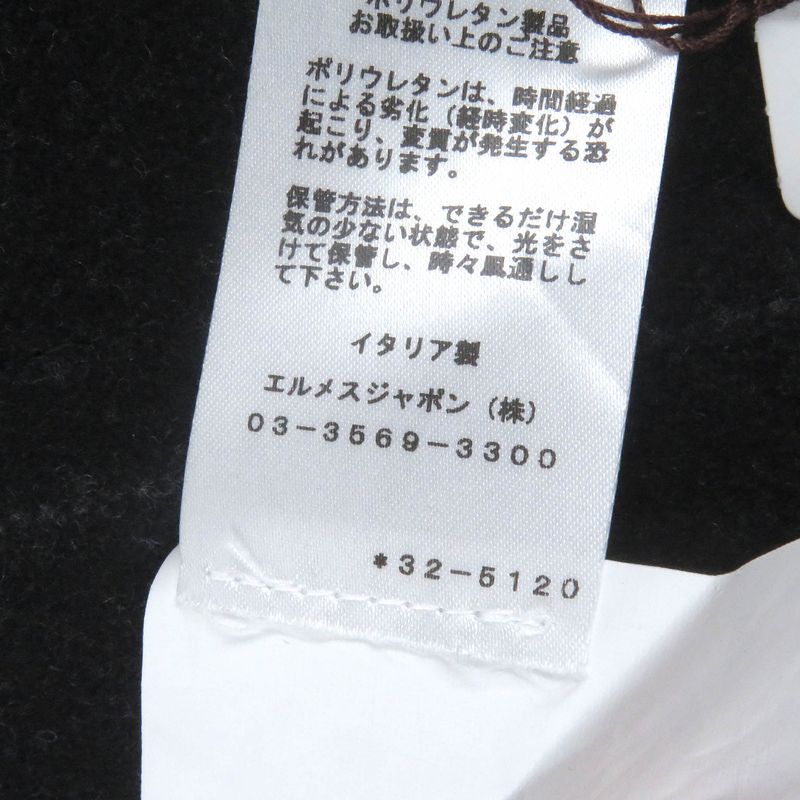 ポリウレタン製品
お取扱い上のご注意
ポリウレタンは、時間経過
による劣化（経時変化）が
起こり、変質が発生する恐
れがあります。
保管方法は、できるだけ湿
気の少ない状態で、光をさ
けて保管し、時々風通しし
て下さい。
イタリア製
エルメスジャポン（株）
03-3569-3300
*32-5120